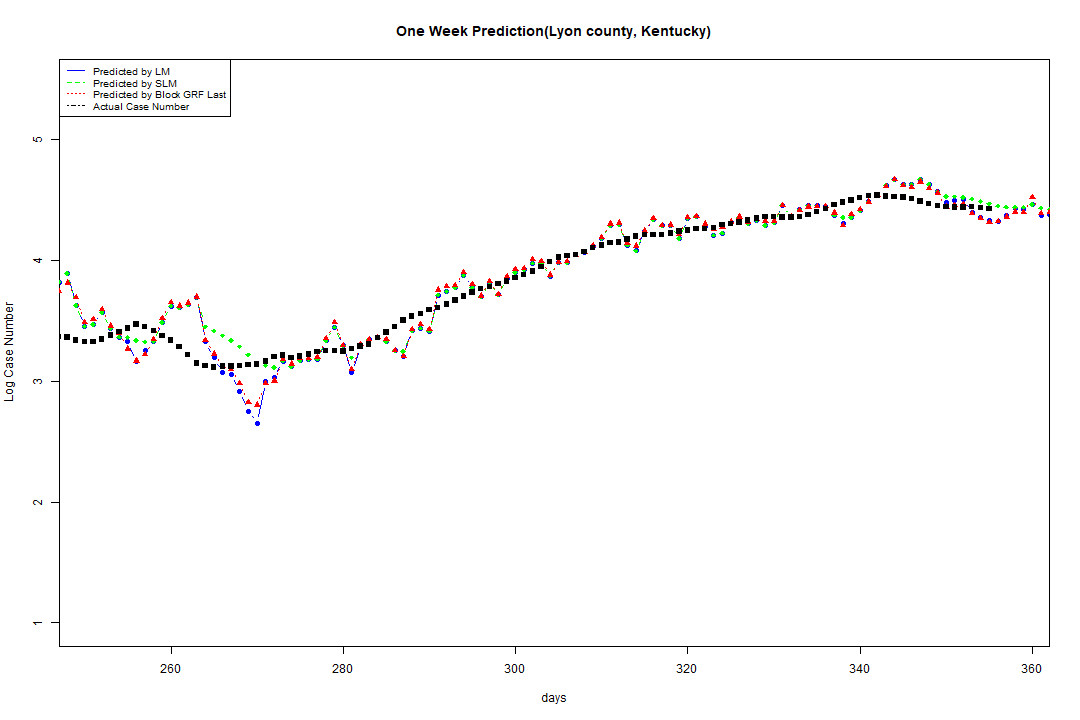 One Week Prediction(Lyon county, Kentucky)
Predicted by LM
Predicted by SLM
Predicted by Block GRF Last
Actual Case Number
5
4
3
2
1
Log Case Number
260 280 300 320 340 360
days